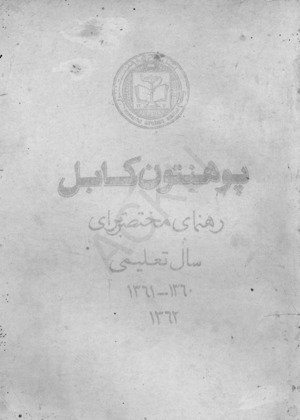 پوهنتون کابل
رهنمای مختصر برای
سال تعلیمی
۱۳۶۰-۱۳۶۱
۱۳۶۲